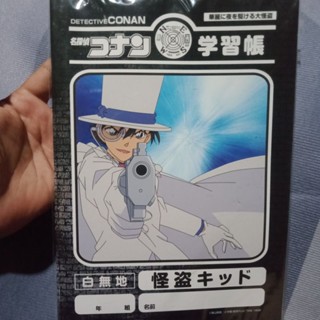 DETECTIVE CONAN
華麗に夜を駆ける大怪盗
名探偵コナン 学習帳
白無地 怪盗キッド
年 組 名前